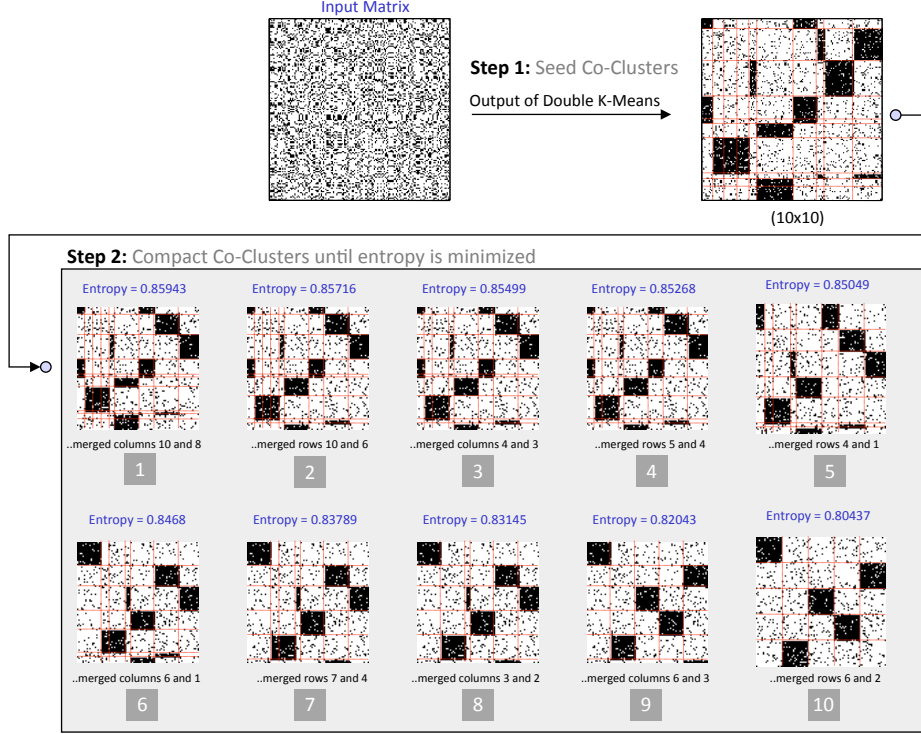 Input Matrix
Step 1: Seed Co-Clusters
Output of Double K-Means
(10x10)
Step 2: Compact Co-Clusters until entropy is minimized
Entropy = 0.85943
Entropy = 0.85716
Entropy = 0.85499
Entropy = 0.85268
Entropy = 0.85049
..merged columns 10 and 8
..merged rows 10 and 6
..merged columns 4 and 3
..merged rows 5 and 4
..merged rows 4 and 1
1
2
3
4
5
Entropy = 0.8468
Entropy = 0.83789
Entropy = 0.83145
Entropy = 0.82043
Entropy = 0.80437
..merged columns 6 and 1
..merged rows 7 and 4
..merged columns 3 and 2
..merged columns 6 and 3
..merged rows 6 and 2
6
7
8
9
10